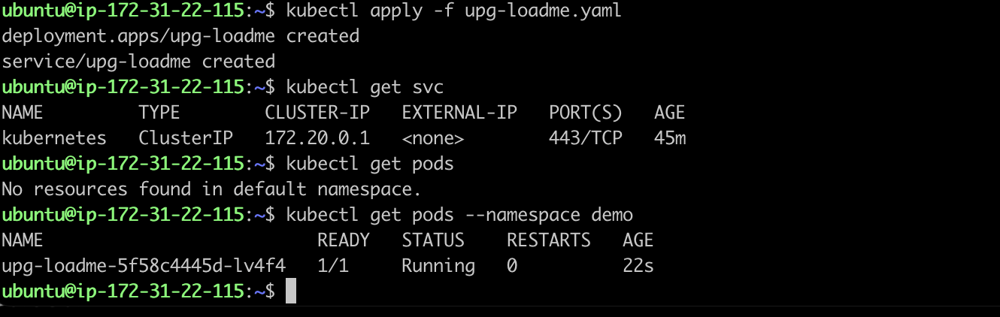 ubuntu@ip-172-31-22-115:~$ kubectl apply -f upg-loadme.yaml
deployment.apps/upg-loadme created
service/upg-loadme created
ubuntu@ip-172-31-22-115:~$ kubectl get svc
NAME         TYPE        CLUSTER-IP   EXTERNAL-IP   PORT(S)   AGE
kubernetes   ClusterIP   172.20.0.1   <none>        443/TCP   45m
ubuntu@ip-172-31-22-115:~$ kubectl get pods
No resources found in default namespace.
ubuntu@ip-172-31-22-115:~$ kubectl get pods --namespace demo
NAME                          READY   STATUS    RESTARTS   AGE
upg-loadme-5f58c4445d-lv4f4   1/1     Running   0          22s
ubuntu@ip-172-31-22-115:~$